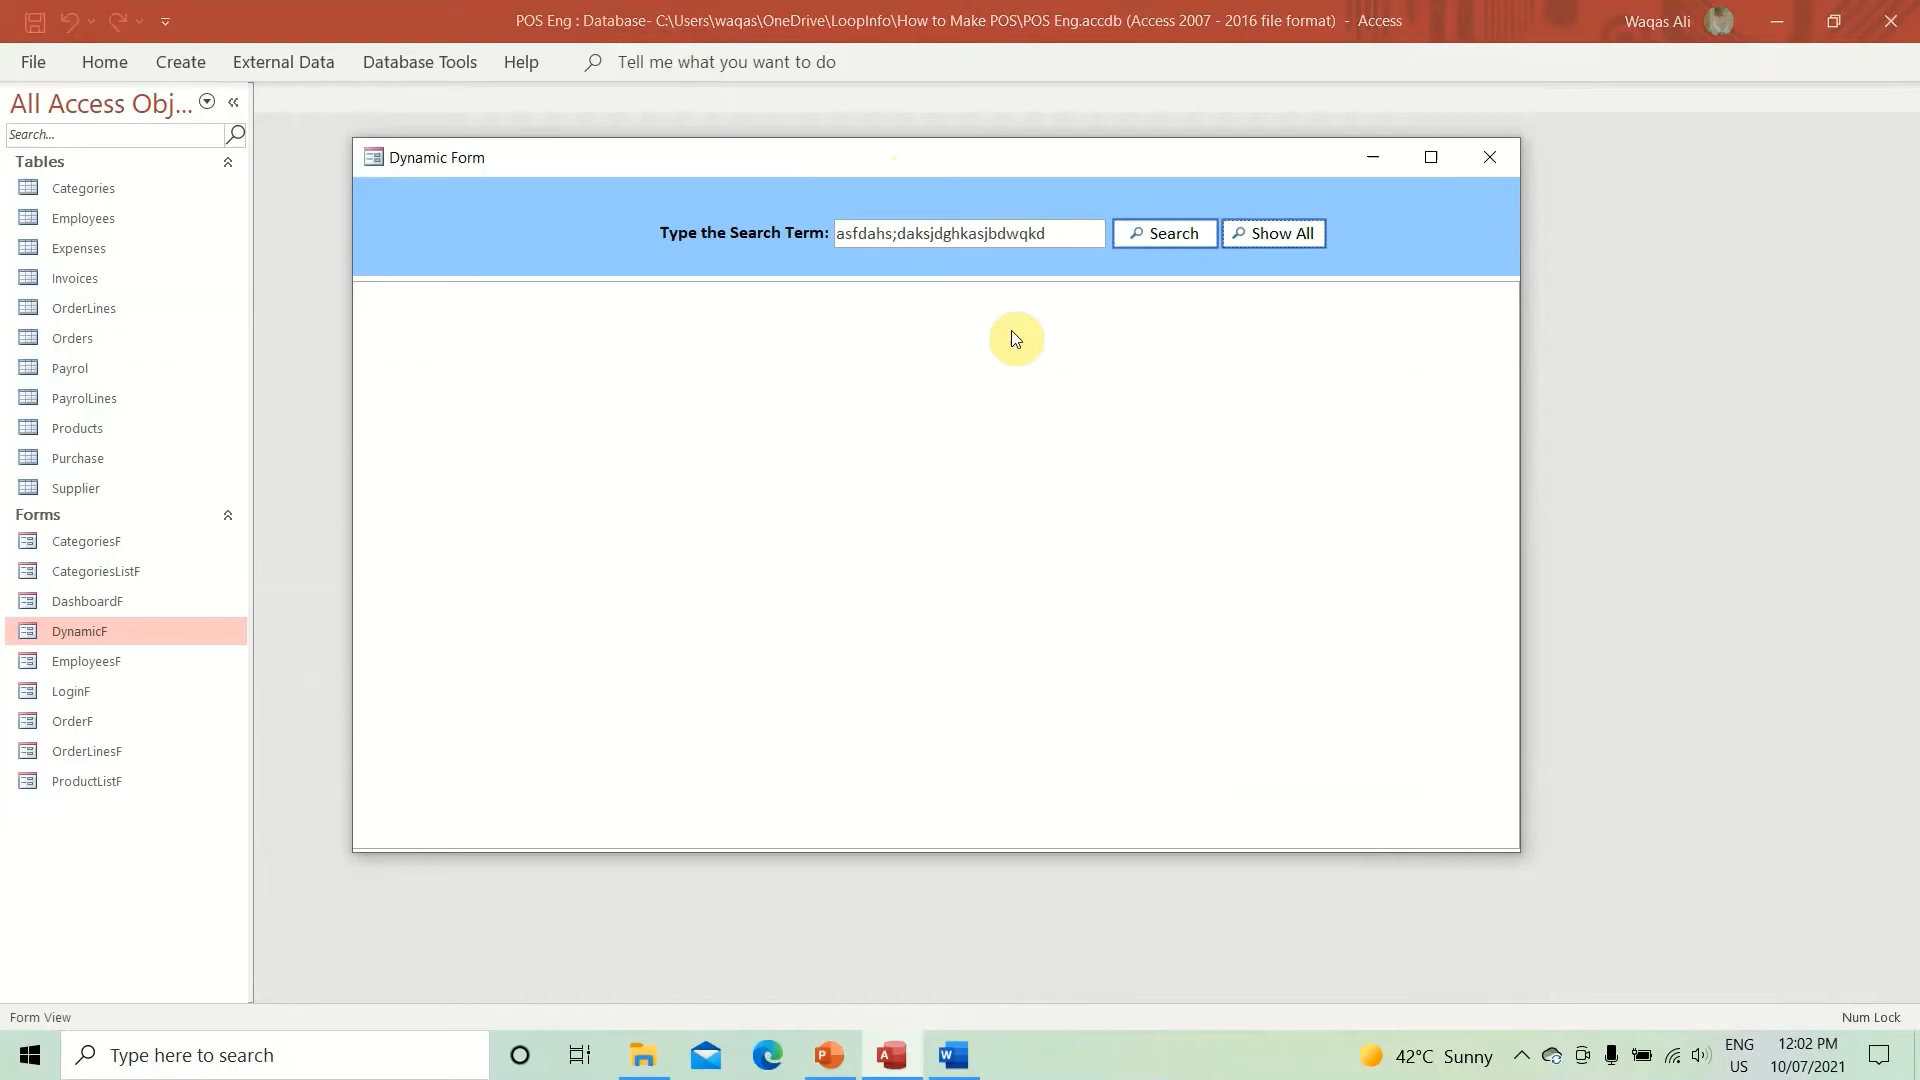 POS Eng : Database- C:\Users\waqas\OneDrive\LoopInfo\How to Make POS\POS Eng.accdb (Access 2007 - 2016 file format) - Access
Waqas Ali
File Home Create External Data Database Tools Help Tell me what you want to do
All Access Obj...
Search...
Tables
Categories
Employees
Expenses
Invoices
OrderLines
Orders
Payrol
PayrolLines
Products
Purchase
Supplier
Forms
CategoriesF
CategoriesListF
DashboardF
DynamicF
EmployeesF
LoginF
OrderF
OrderLinesF
ProductListF
Dynamic Form
Type the Search Term: asfdahs;daksjdghkasjbdwqkd Search Show All
Form View
Num Lock
Type here to search
42°C Sunny
ENG
US
12:02 PM
10/07/2021